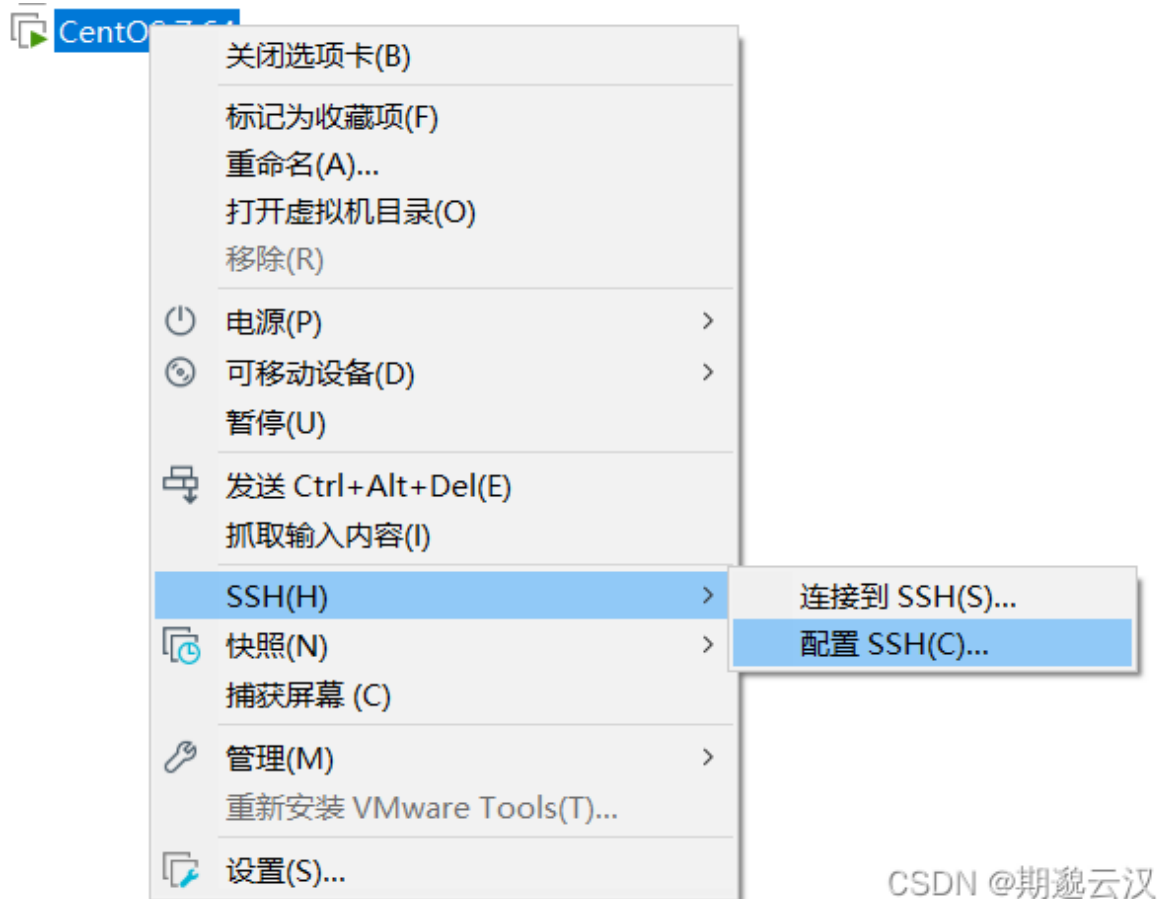 CentO
关闭选项卡(B)
标记为收藏项(F)
重命名(A)...
打开虚拟机目录(O)
移除(R)
电源(P)
可移动设备(D)
暂停(U)
发送 Ctrl+Alt+Del(E)
抓取输入内容(I)
SSH(H)
连接到 SSH(S)...
配置 SSH(C)...
快照(N)
捕获屏幕 (C)
管理(M)
重新安装 VMware Tools(T)...
设置(S)...
CSDN @期邈云汉